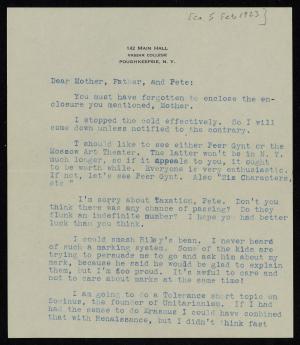 [ca. 5 Feb 1923]
142 MAIN HALL
VASSAR COLLEGE
POUGHKEEPSIE, N. Y.
Dear Mother, Father, and Pete:
You must have forgotten to enclose the en-
closure you mentioned, Mother.
I stopped the cold effectively. So I will
come down unless notified to the contrary.
I should like to see either Peer Gynt or the
Moscow Art Theater. The latter won't be in N.Y.
much longer, so if it appeals to you, it ought
to be worth while. Everyone is very enthusiastic.
If not, let's see Peer Gynt. Also "Six Characters,
etc"
I'm sorry about Taxation, Pete. Don't you
think there was any chance of passing? Do they
flunk an indefinite number? I hope you had better
luck than you think.
I could smash Riley's bean. I never heard
of such a marking system. Some of the kids are
trying to persuade me to go and ask him about my
mark, because he said he would be glad to explain
them, but I'm too proud. It's awful to care and
not to care about marks at the same time!
I am going to do a Tolerance short topic on
Socinus, the founder of Unitarianism. If I had
had the sense to do Erasmus I could have combined
that with Renaissance, but I didn't think fast